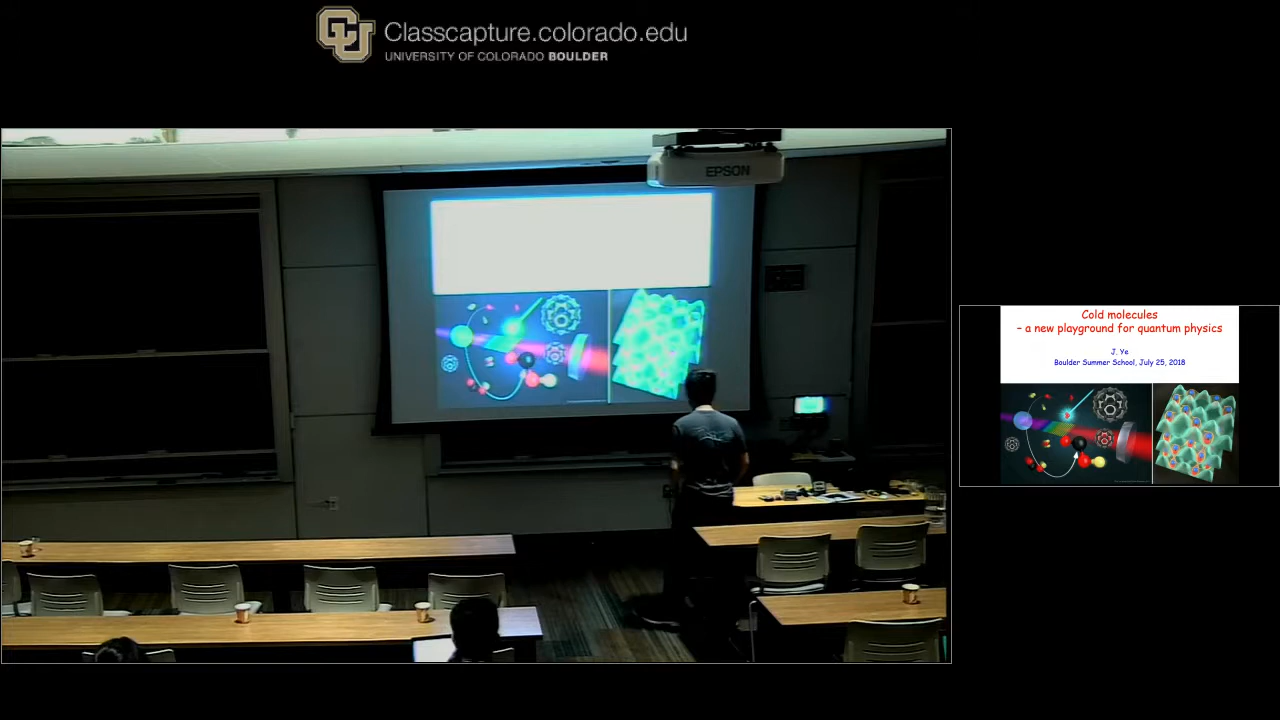 CU
Classcapture.colorado.edu
UNIVERSITY OF COLORADO BOULDER
EPSON
Cold molecules
– a new playground for quantum physics
J. Ye
Boulder Summer School, July 25, 2018